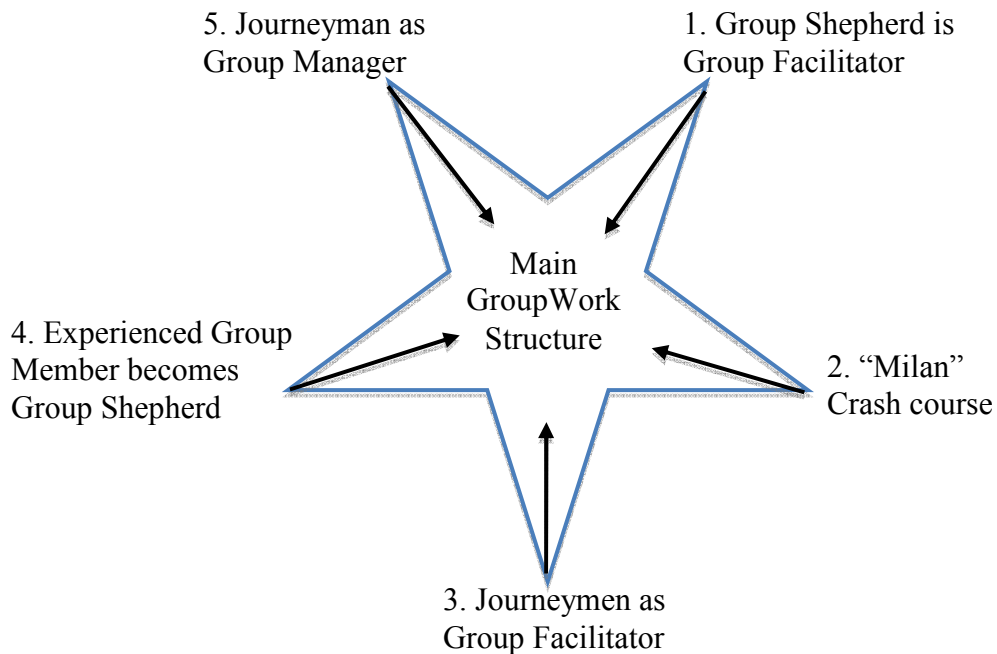 5. Journeyman as
Group Manager
1. Group Shepherd is
Group Facilitator
Main
GroupWork
Structure
4. Experienced Group
Member becomes
Group Shepherd
2. “Milan”
Crash course
3. Journeymen as
Group Facilitator